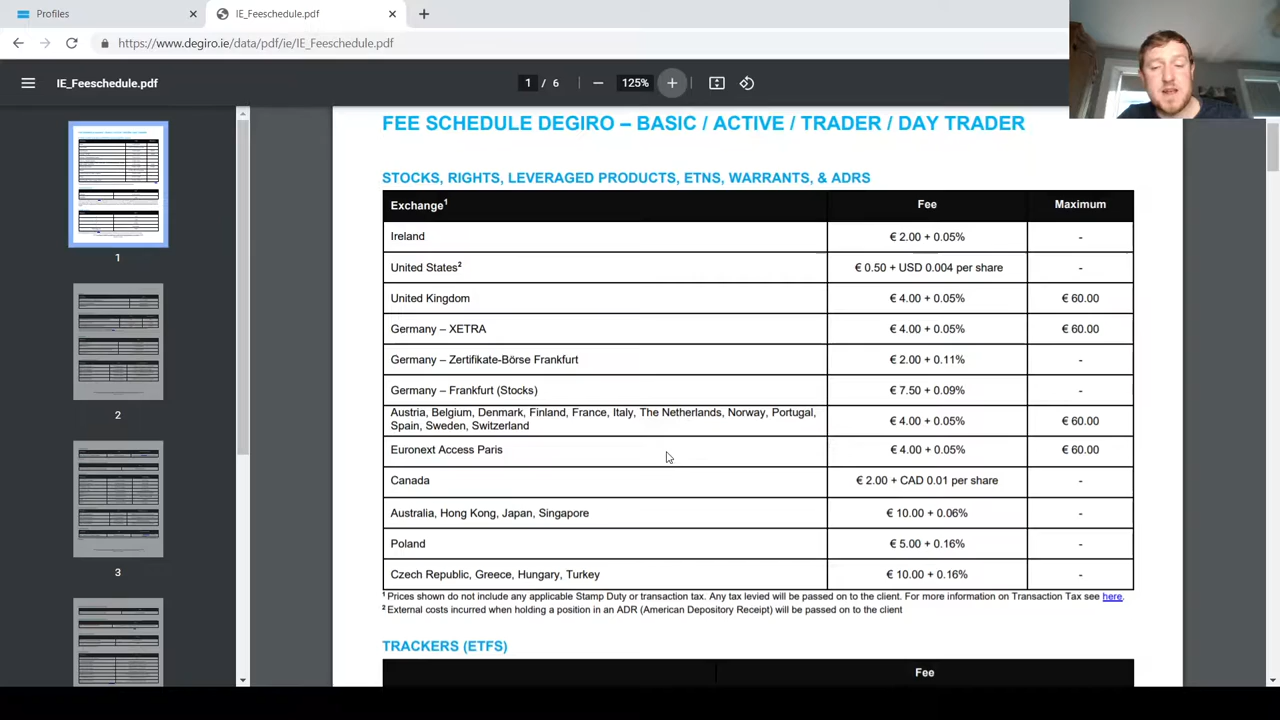 Profiles
IE_Feeschedule.pdf
https://www.degiro.ie/data/pdf/ie/IE_Feeschedule.pdf
IE_Feeschedule.pdf
1 / 6
125%
1
2
3
FEE SCHEDULE DEGIRO – BASIC / ACTIVE / TRADER / DAY TRADER
STOCKS, RIGHTS, LEVERAGED PRODUCTS, ETNS, WARRANTS, & ADRS
Exchange¹ Fee Maximum
Ireland € 2.00 + 0.05% -
United States² € 0.50 + USD 0.004 per share -
United Kingdom € 4.00 + 0.05% € 60.00
Germany – XETRA € 4.00 + 0.05% € 60.00
Germany – Zertifikate-Börse Frankfurt € 2.00 + 0.11% -
Germany – Frankfurt (Stocks) € 7.50 + 0.09% -
Austria, Belgium, Denmark, Finland, France, Italy, The Netherlands, Norway, Portugal,
Spain, Sweden, Switzerland € 4.00 + 0.05% € 60.00
Euronext Access Paris € 4.00 + 0.05% € 60.00
Canada € 2.00 + CAD 0.01 per share -
Australia, Hong Kong, Japan, Singapore € 10.00 + 0.06% -
Poland € 5.00 + 0.16% -
Czech Republic, Greece, Hungary, Turkey € 10.00 + 0.16% -
¹ Prices shown do not include any applicable Stamp Duty or transaction tax. Any tax levied will be passed on to the client. For more information on Transaction Tax see here.
² External costs incurred when holding a position in an ADR (American Depository Receipt) will be passed on to the client
TRACKERS (ETFS)
Fee